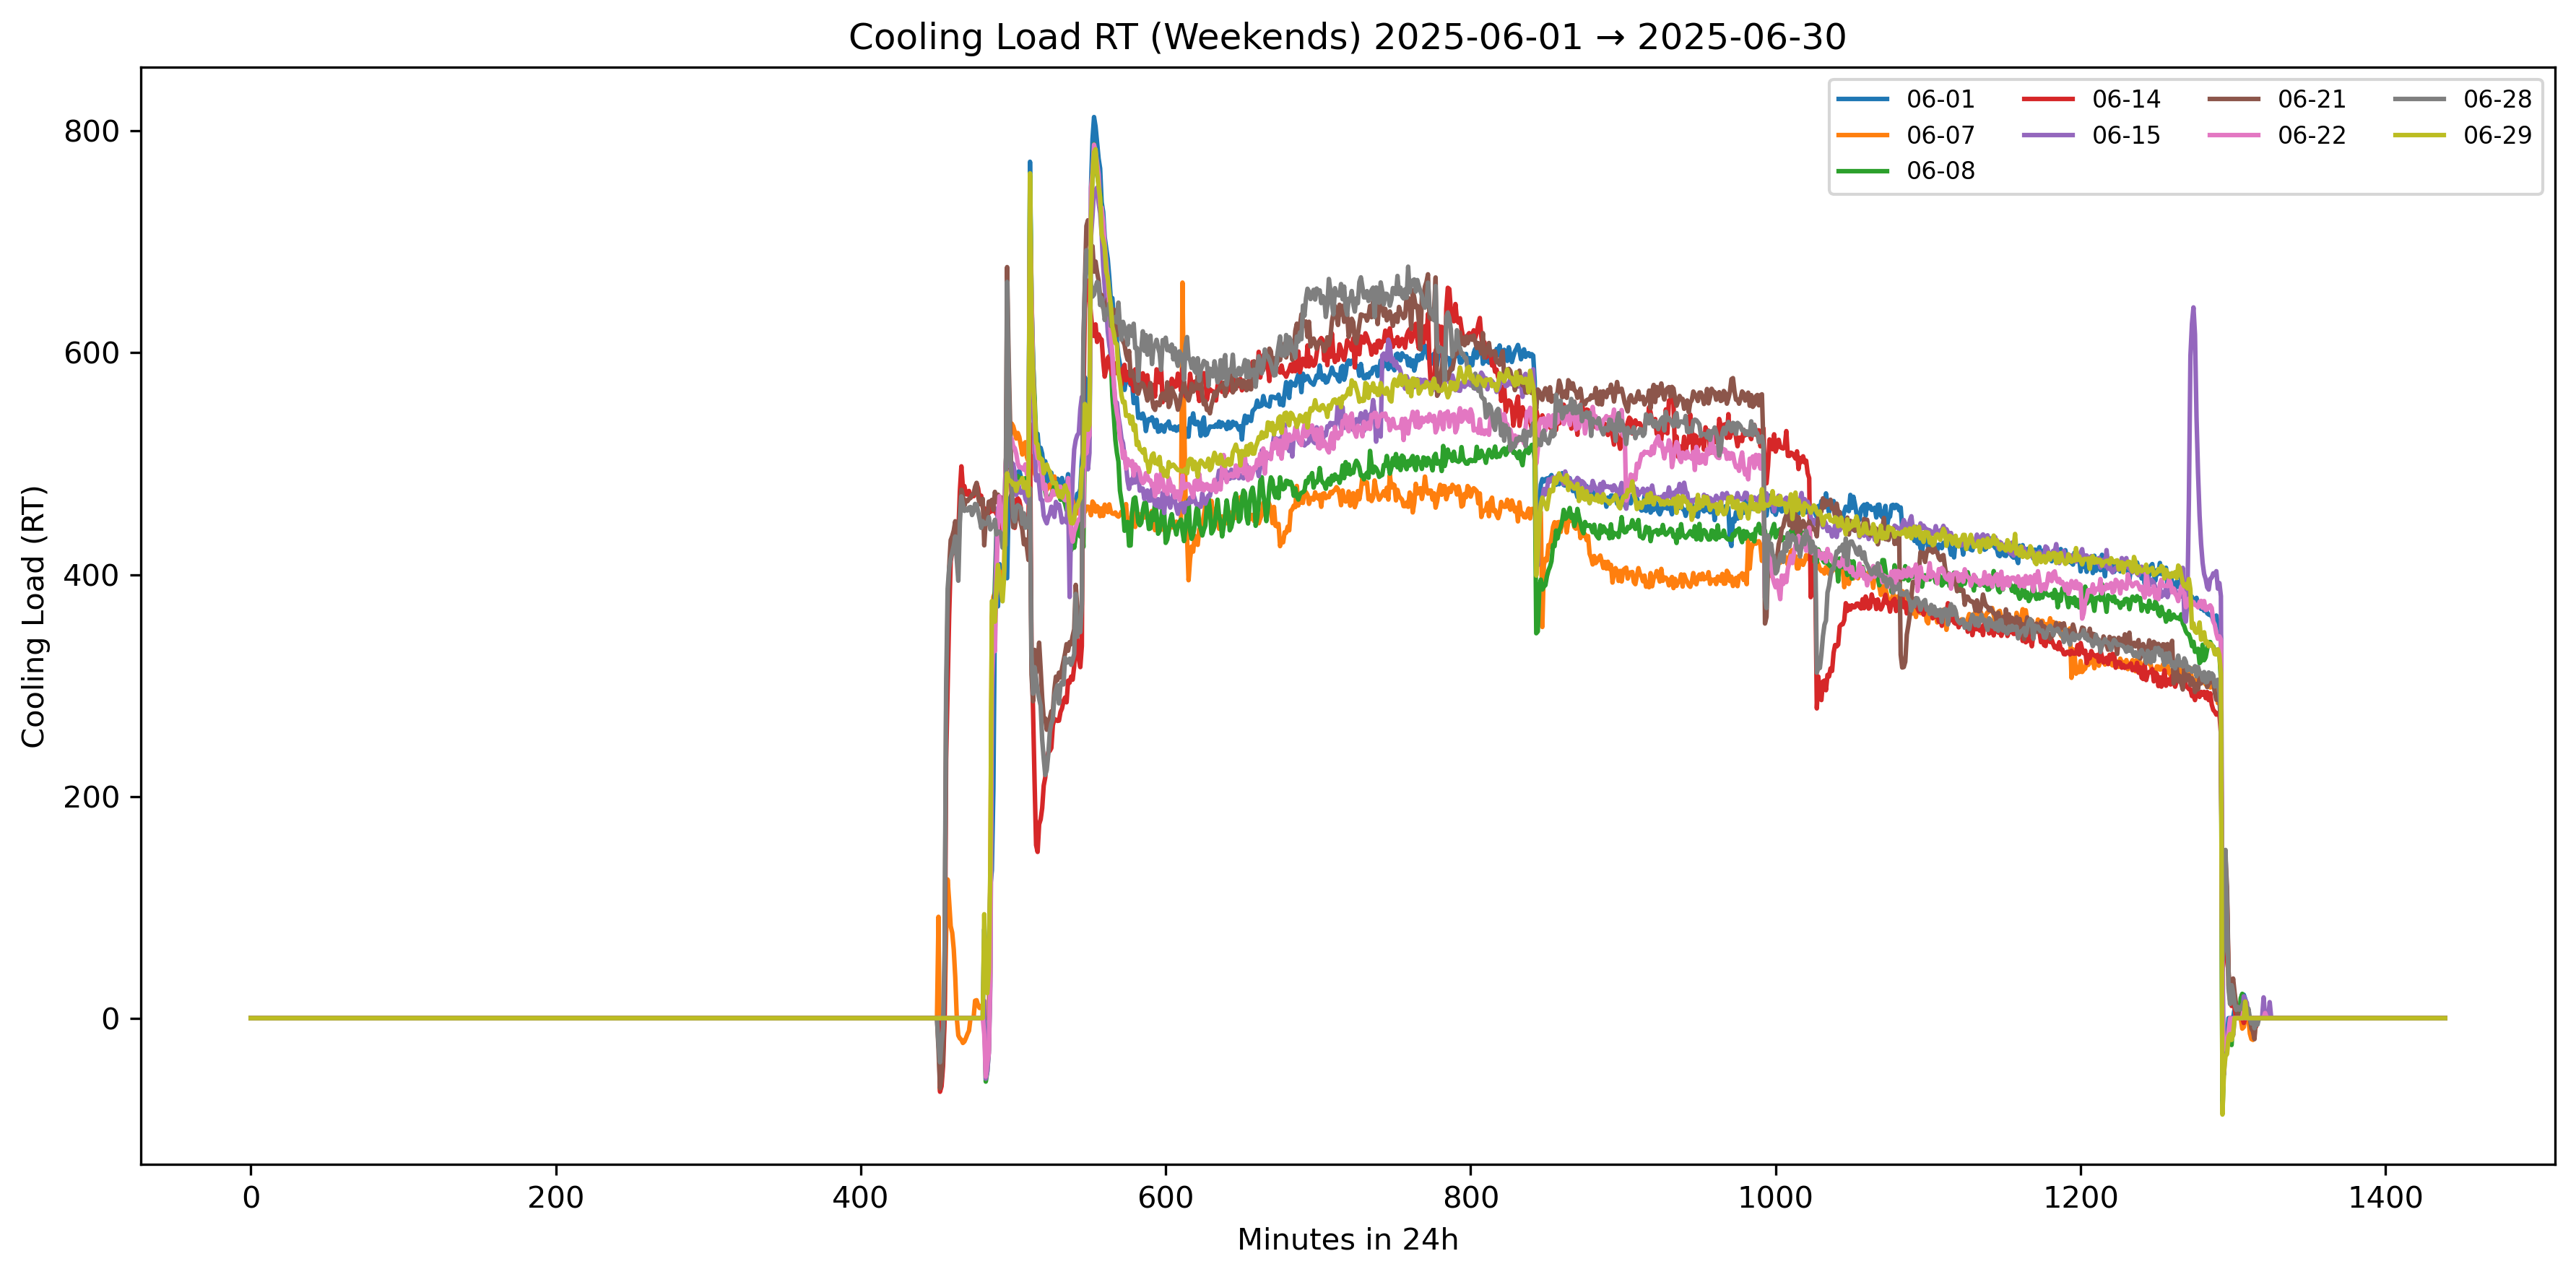 Cooling Load RT (Weekends) 2025-06-01 → 2025-06-30
06-01 06-14 06-21 06-28
06-07 06-15 06-22 06-29
06-08
800
600
400
200
0
Cooling Load (RT)
0 200 400 600 800 1000 1200 1400
Minutes in 24h